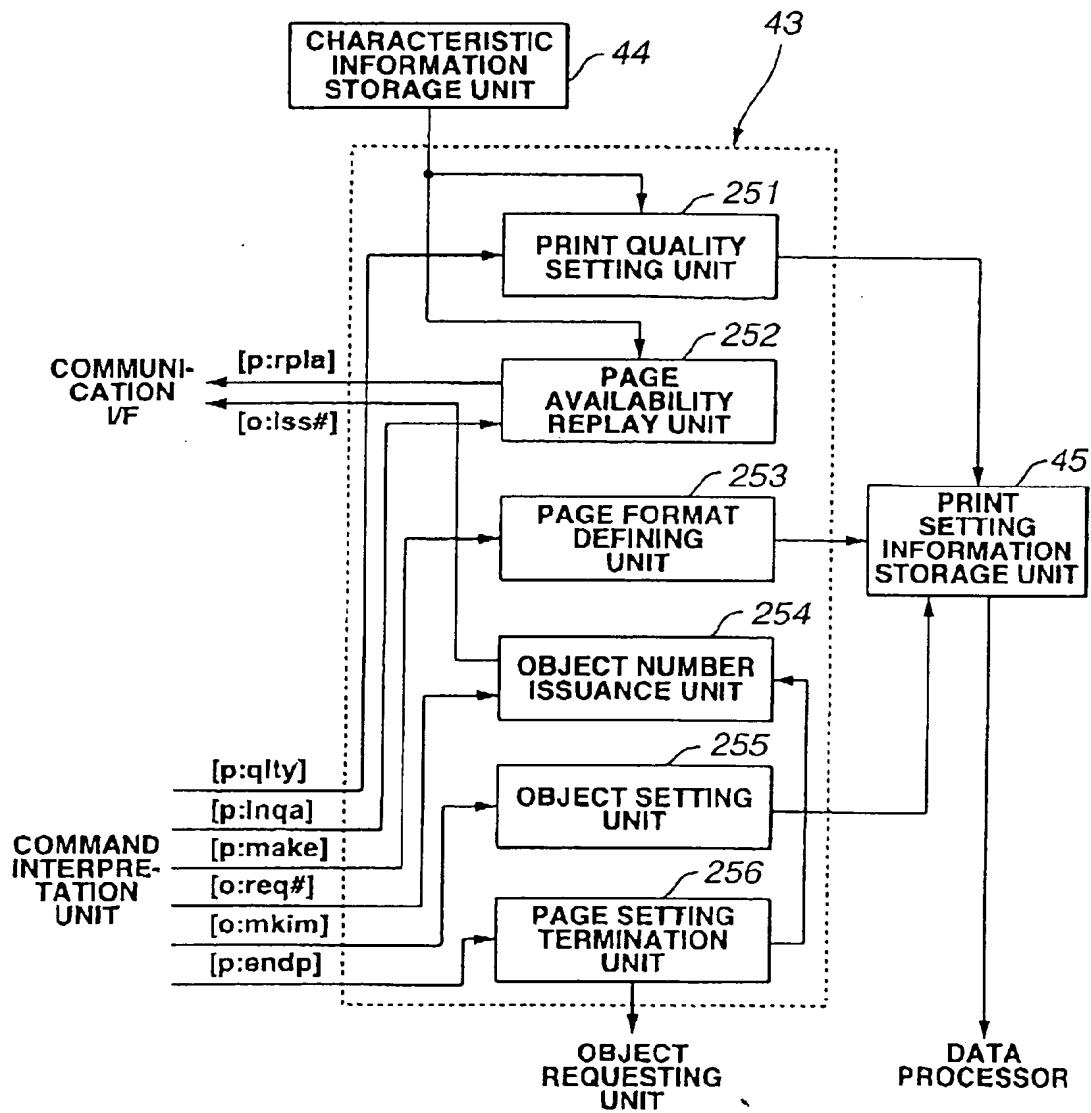 CHARACTERISTIC
INFORMATION
STORAGE UNIT
44
43
251
PRINT QUALITY
SETTING UNIT
252
PAGE
AVAILABILITY
REPLAY UNIT
COMMUNI-
CATION
I/F
[p:rpla]
[o:Iss#]
253
PAGE FORMAT
DEFINING
UNIT
45
PRINT
SETTING
INFORMATION
STORAGE UNIT
254
OBJECT NUMBER
ISSUANCE UNIT
255
OBJECT SETTING
UNIT
256
PAGE SETTING
TERMINATION
UNIT
COMMAND
INTERPRE-
TATION
UNIT
[p:qlty]
[p:Inqa]
[p:make]
[o:req#]
[o:mkim]
[p:endp]
OBJECT
REQUESTING
UNIT
DATA
PROCESSOR